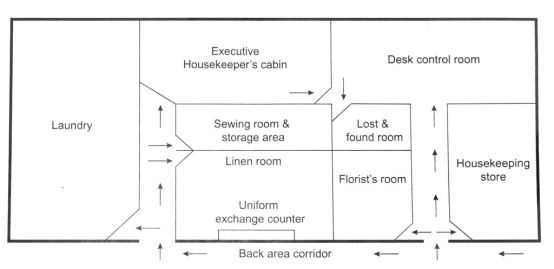 Executive
Housekeeper's cabin
Desk control room
Laundry
Sewing room &
storage area
Lost &
found room
Linen room
Housekeeping
store
Florist's room
Uniform
exchange counter
Back area corridor